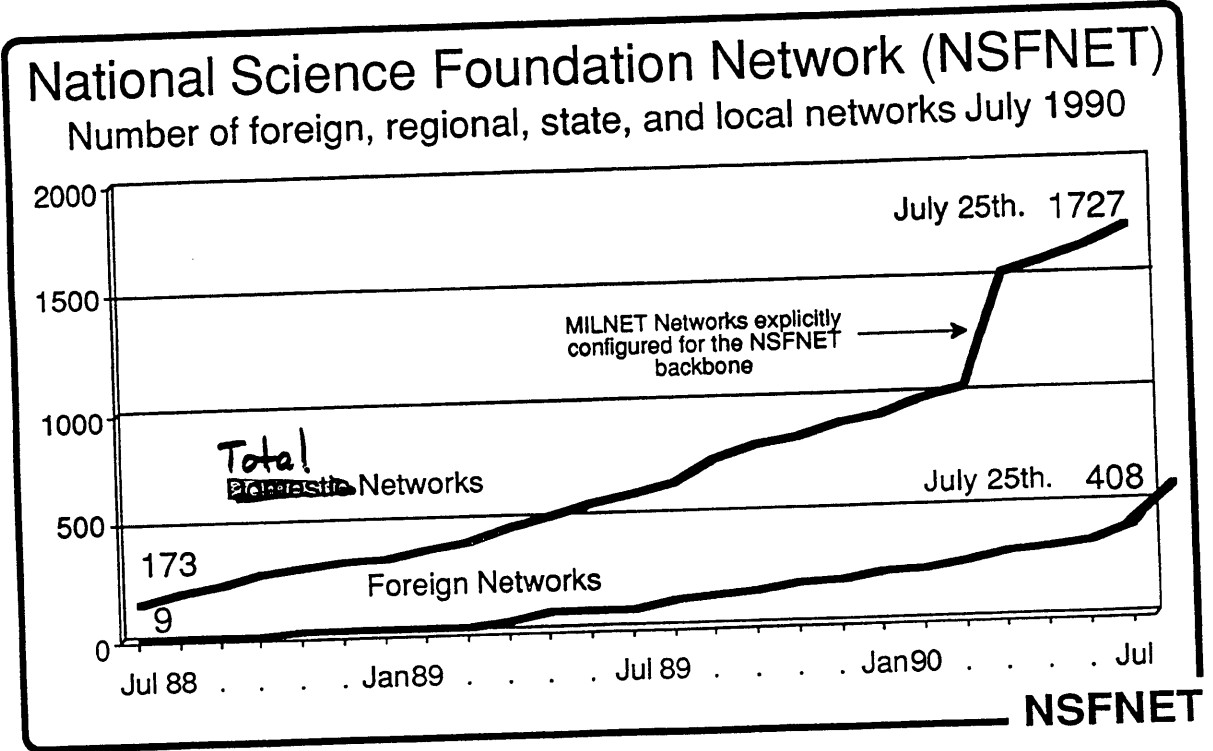 National Science Foundation Network (NSFNET)
Number of foreign, regional, state, and local networks July 1990
2000
July 25th. 1727
1500
MILNET Networks explicitly
configured for the NSFNET
backbone
1000
Total
Domestic Networks
July 25th. 408
500
173
Foreign Networks
9
0
Jul 88 . . . . Jan89 . . . . Jul 89 . . . . Jan90 . . . . Jul
NSFNET